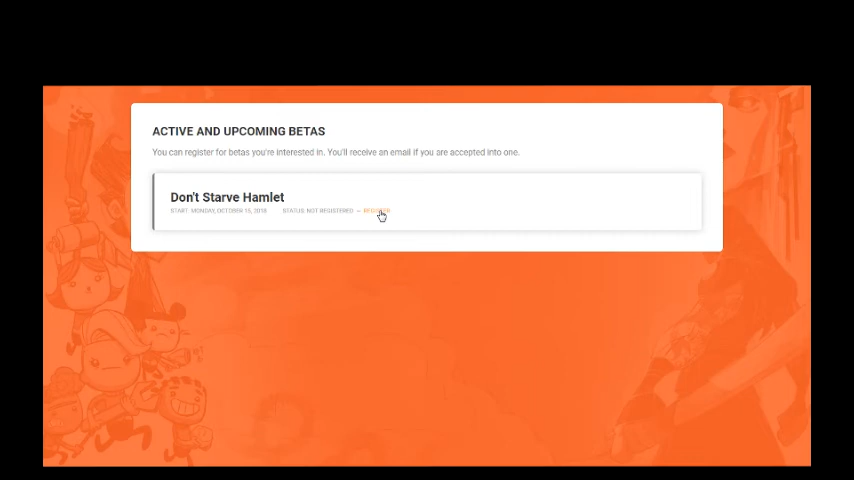 ACTIVE AND UPCOMING BETAS
You can register for betas you're interested in. You'll receive an email if you are accepted into one.
Don't Starve Hamlet
START: MONDAY, OCTOBER 15, 2018 STATUS: NOT REGISTERED — REGISTER